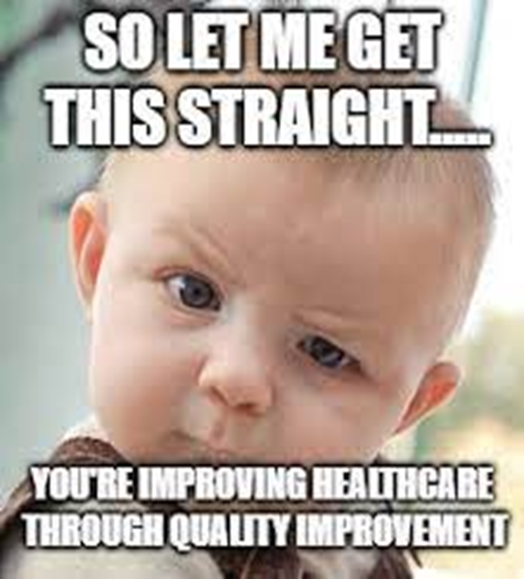 SO LET ME GET
THIS STRAIGHT.....
YOU'RE IMPROVING HEALTHCARE
THROUGH QUALITY IMPROVEMENT